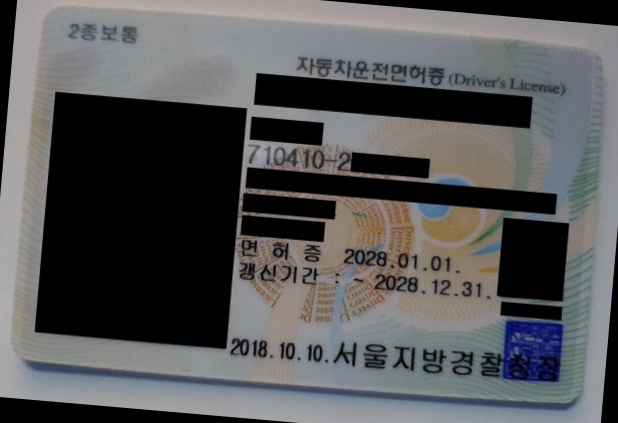 2종보통
자동차운전면허증 (Driver's License)
710410-2
면 허 증 2028.01.01.
갱신기간 : ~ 2028.12.31.
2018.10.10. 서울지방경찰청장